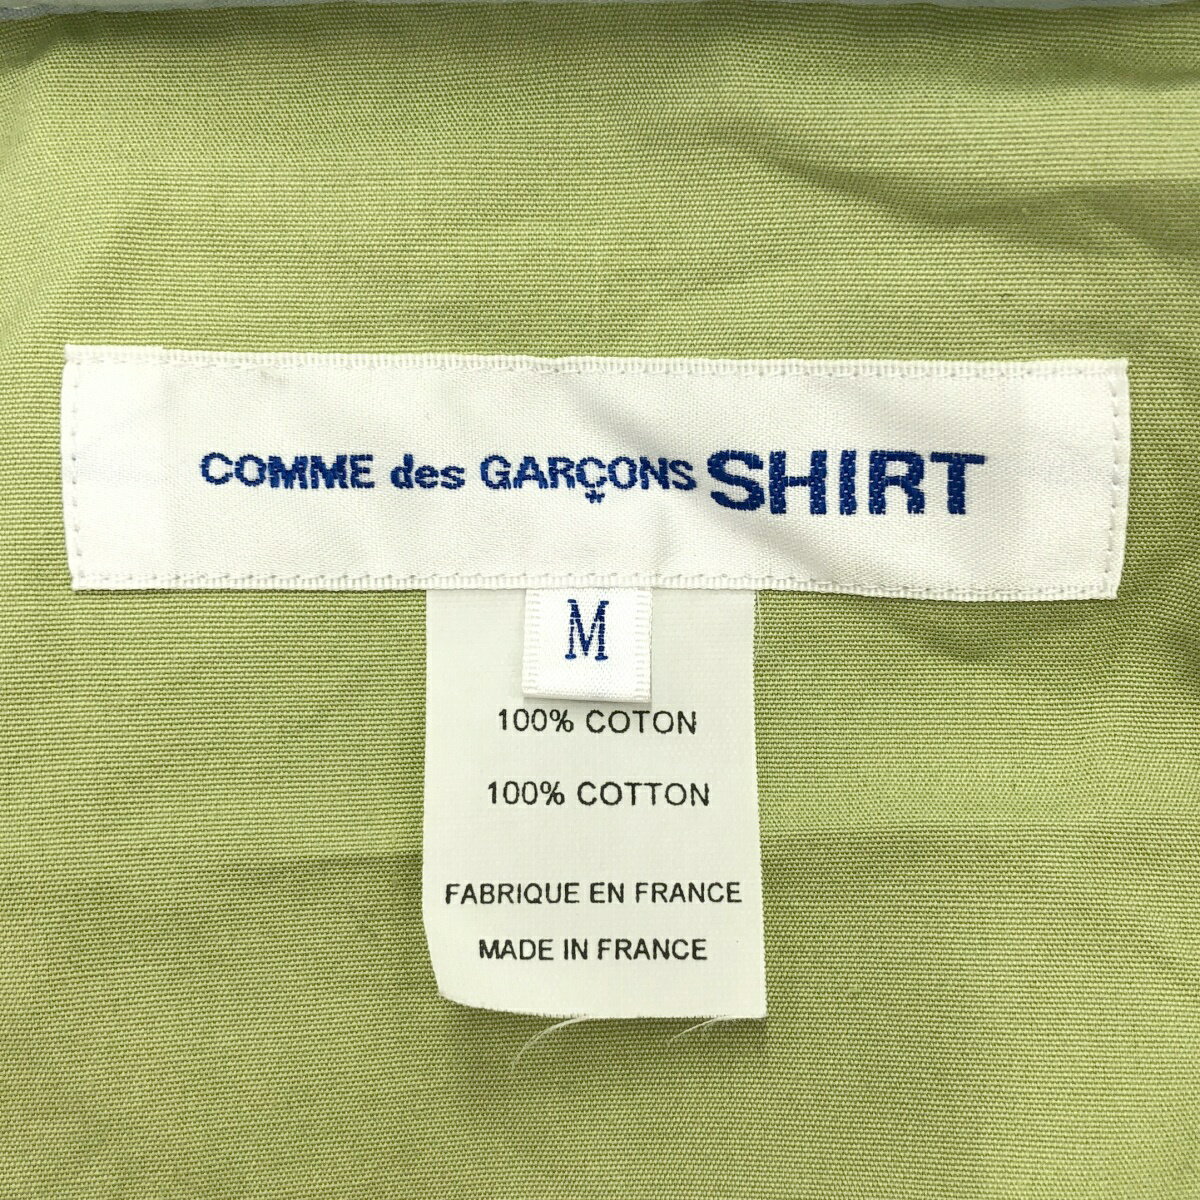 COMME des GARÇONS SHIRT
M
100% COTON
100% COTTON
FABRIQUE EN FRANCE
MADE IN FRANCE